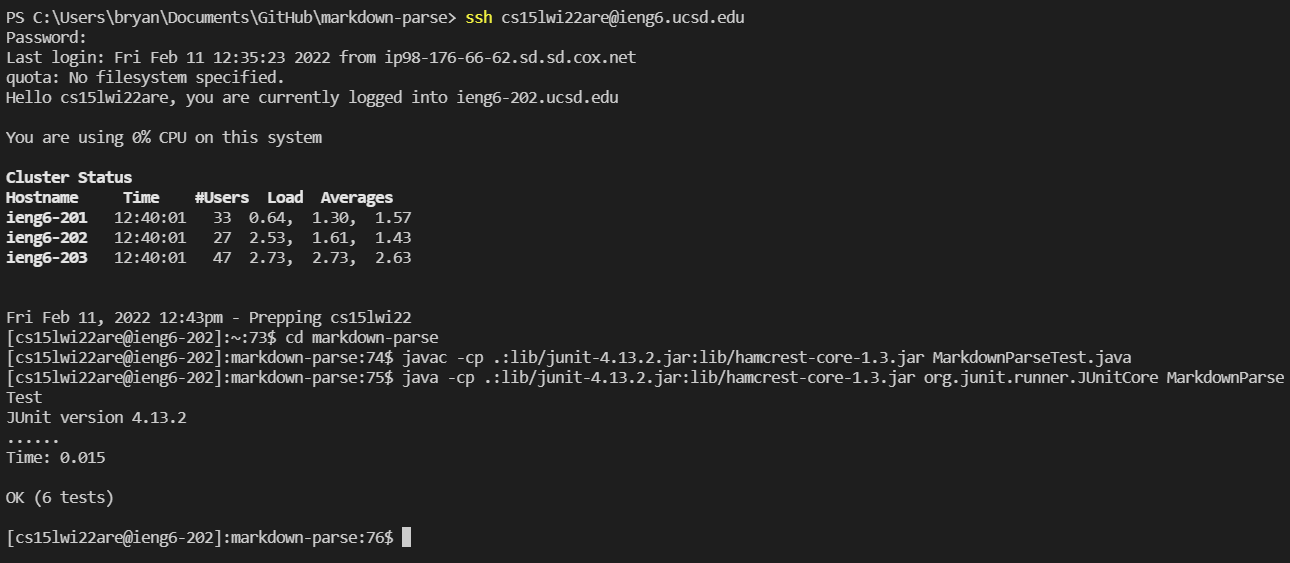 PS C:\Users\bryan\Documents\GitHub\markdown-parse> ssh cs15lwi22are@ieng6.ucsd.edu
Password:
Last login: Fri Feb 11 12:35:23 2022 from ip98-176-66-62.sd.sd.cox.net
quota: No filesystem specified.
Hello cs15lwi22are, you are currently logged into ieng6-202.ucsd.edu

You are using 0% CPU on this system

Cluster Status
Hostname     Time    #Users  Load  Averages
ieng6-201   12:40:01   33  0.64,  1.30,  1.57
ieng6-202   12:40:01   27  2.53,  1.61,  1.43
ieng6-203   12:40:01   47  2.73,  2.73,  2.63

Fri Feb 11, 2022 12:43pm - Prepping cs15lwi22
[cs15lwi22are@ieng6-202]:~:73$ cd markdown-parse
[cs15lwi22are@ieng6-202]:markdown-parse:74$ javac -cp .:lib/junit-4.13.2.jar:lib/hamcrest-core-1.3.jar MarkdownParseTest.java
[cs15lwi22are@ieng6-202]:markdown-parse:75$ java -cp .:lib/junit-4.13.2.jar:lib/hamcrest-core-1.3.jar org.junit.runner.JUnitCore MarkdownParse
Test
JUnit version 4.13.2
......
Time: 0.015

OK (6 tests)

[cs15lwi22are@ieng6-202]:markdown-parse:76$